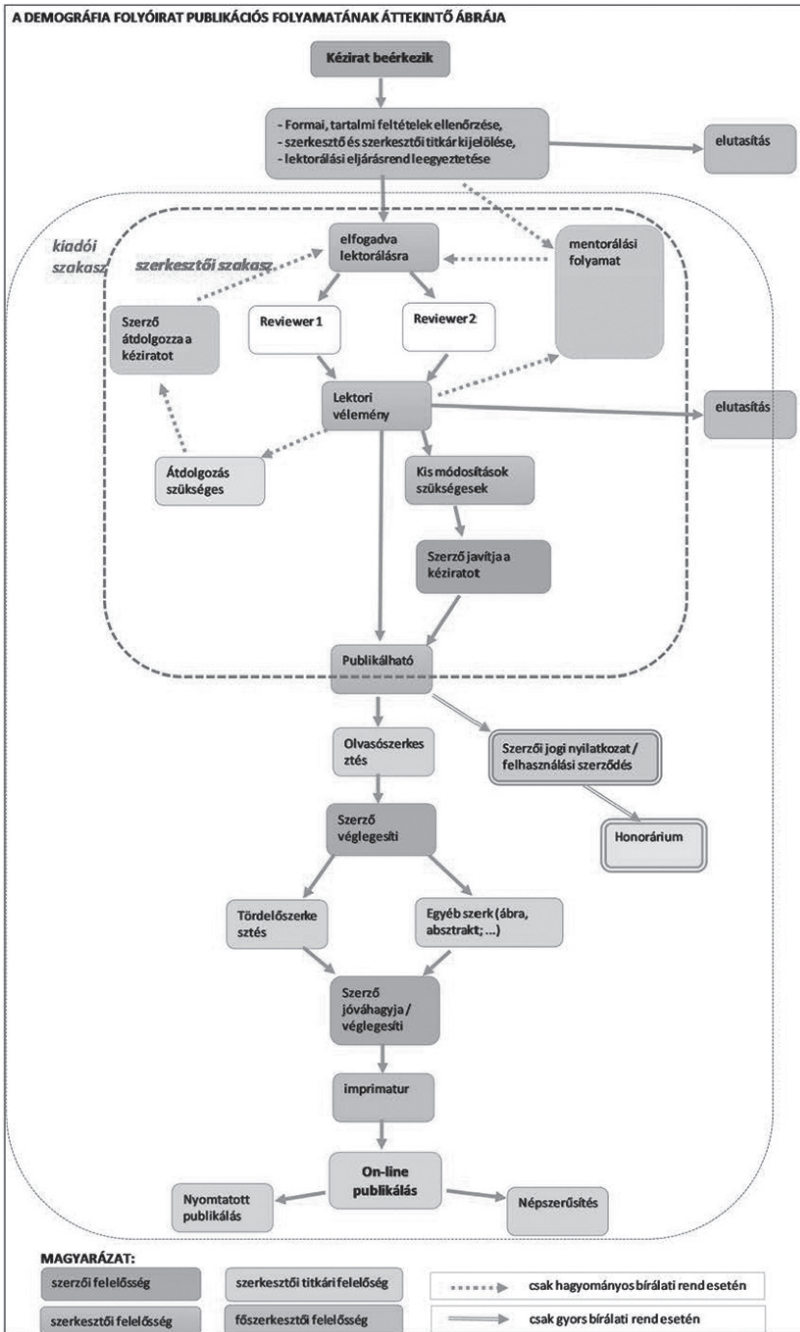 A DEMOGRÁFIA FOLYÓIRAT PUBLIKÁCIÓS FOLYAMATÁNAK ÁTTEKINTŐ ÁBRÁJA
Kézirat beérkezik
- Formai, tartalmi feltételek ellenőrzése,
- szerkesztő és szerkesztői titkár kijelölése,
- lektorálási eljárásrend leegyeztetése
elutasítás
kiadói
szakasz
szerkesztői szakasz
elfogadva
lektorálásra
mentorálási
folyamat
Szerző
átdolgozza a
kéziratot
Reviewer 1
Reviewer 2
Lektori
vélemény
elutasítás
Átdolgozás
szükséges
Kis módosítások
szükségesek
Szerző javítja a
kéziratot
Publikálható
Olvasószerkes
ztés
Szerzői jogi nyilatkozat /
felhasználási szerződés
Szerző
véglegesíti
Honorárium
Tördelőszerke
sztés
Egyéb szerk (ábra,
absztrakt; ...)
Szerző
jóváhagyja /
véglegesíti
imprimatur
On-line
publikálás
Nyomtatott
publikálás
Népszerűsítés
MAGYARÁZAT:
szerzői felelősség
szerkesztői titkári felelőség
csak hagyományos bírálati rend esetén
szerkesztői felelősség
főszerkesztői felelősség
csak gyors bírálati rend esetén